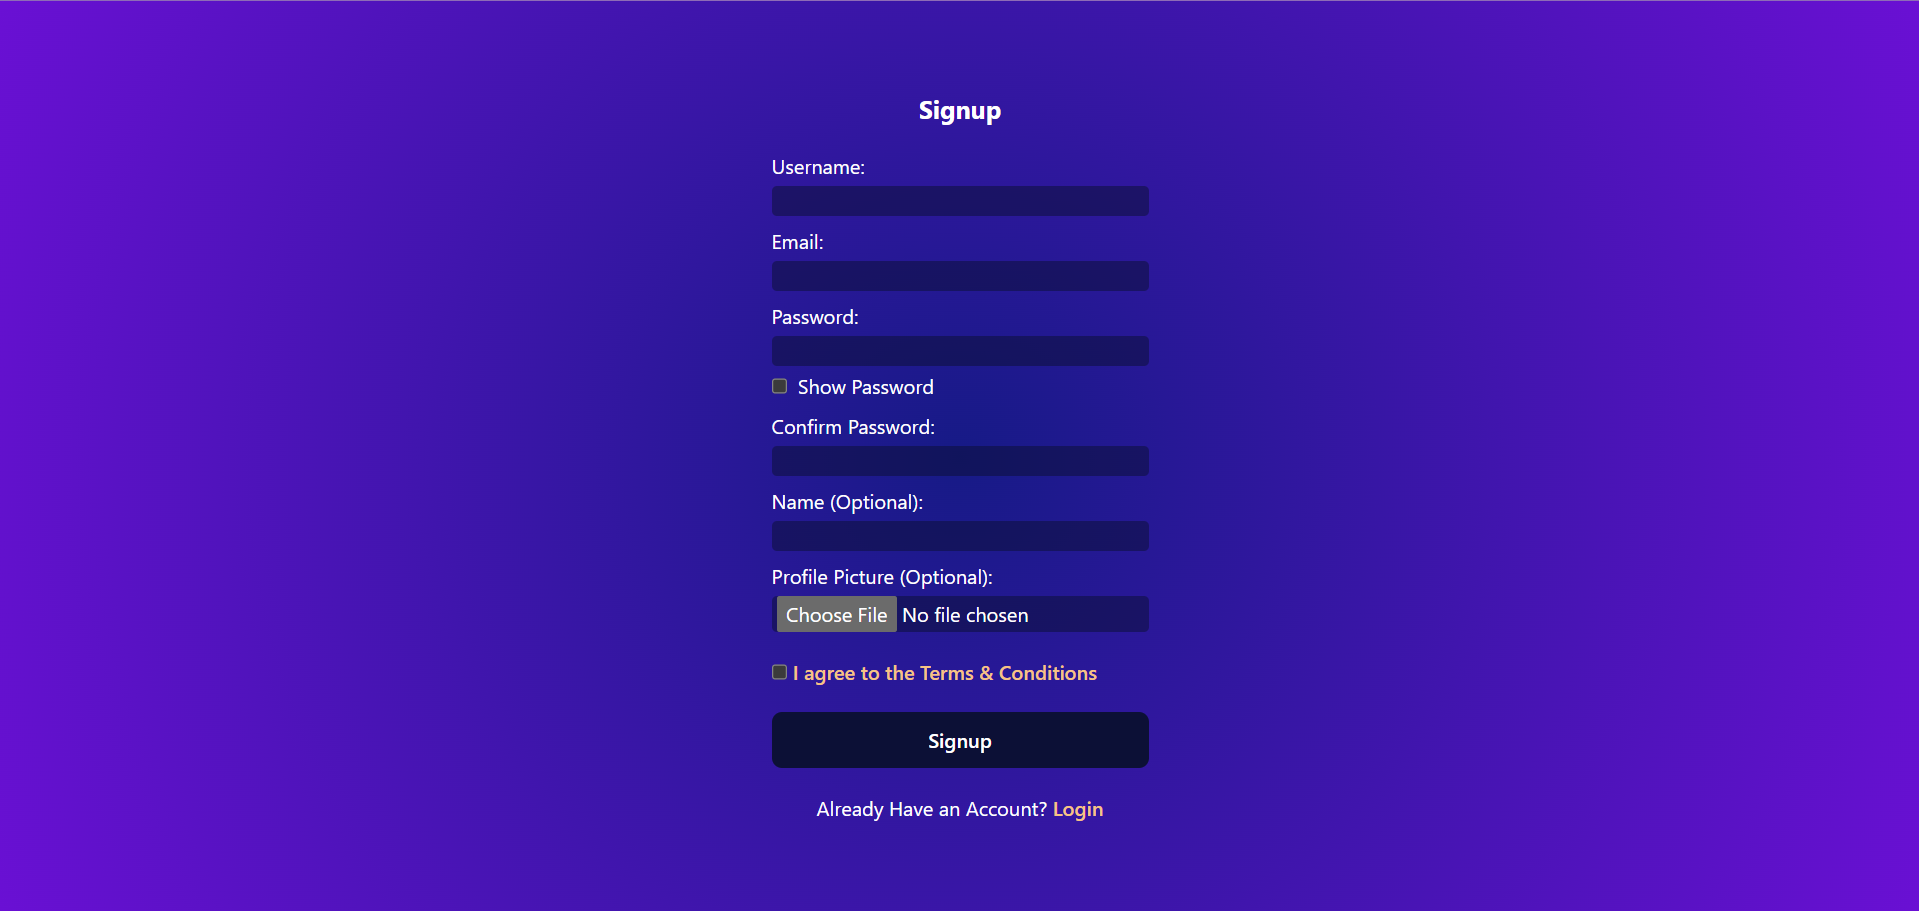 Signup
Username:
Email:
Password:
Show Password
Confirm Password:
Name (Optional):
Profile Picture (Optional):
Choose File No file chosen
I agree to the Terms & Conditions
Signup
Already Have an Account? Login